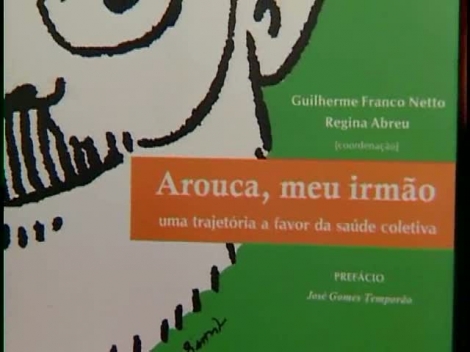 Guilherme Franco Netto
Regina Abreu
[coordenação]
Arouca, meu irmão
uma trajetória a favor da saúde coletiva
PREFÁCIO
José Gomes Temporão